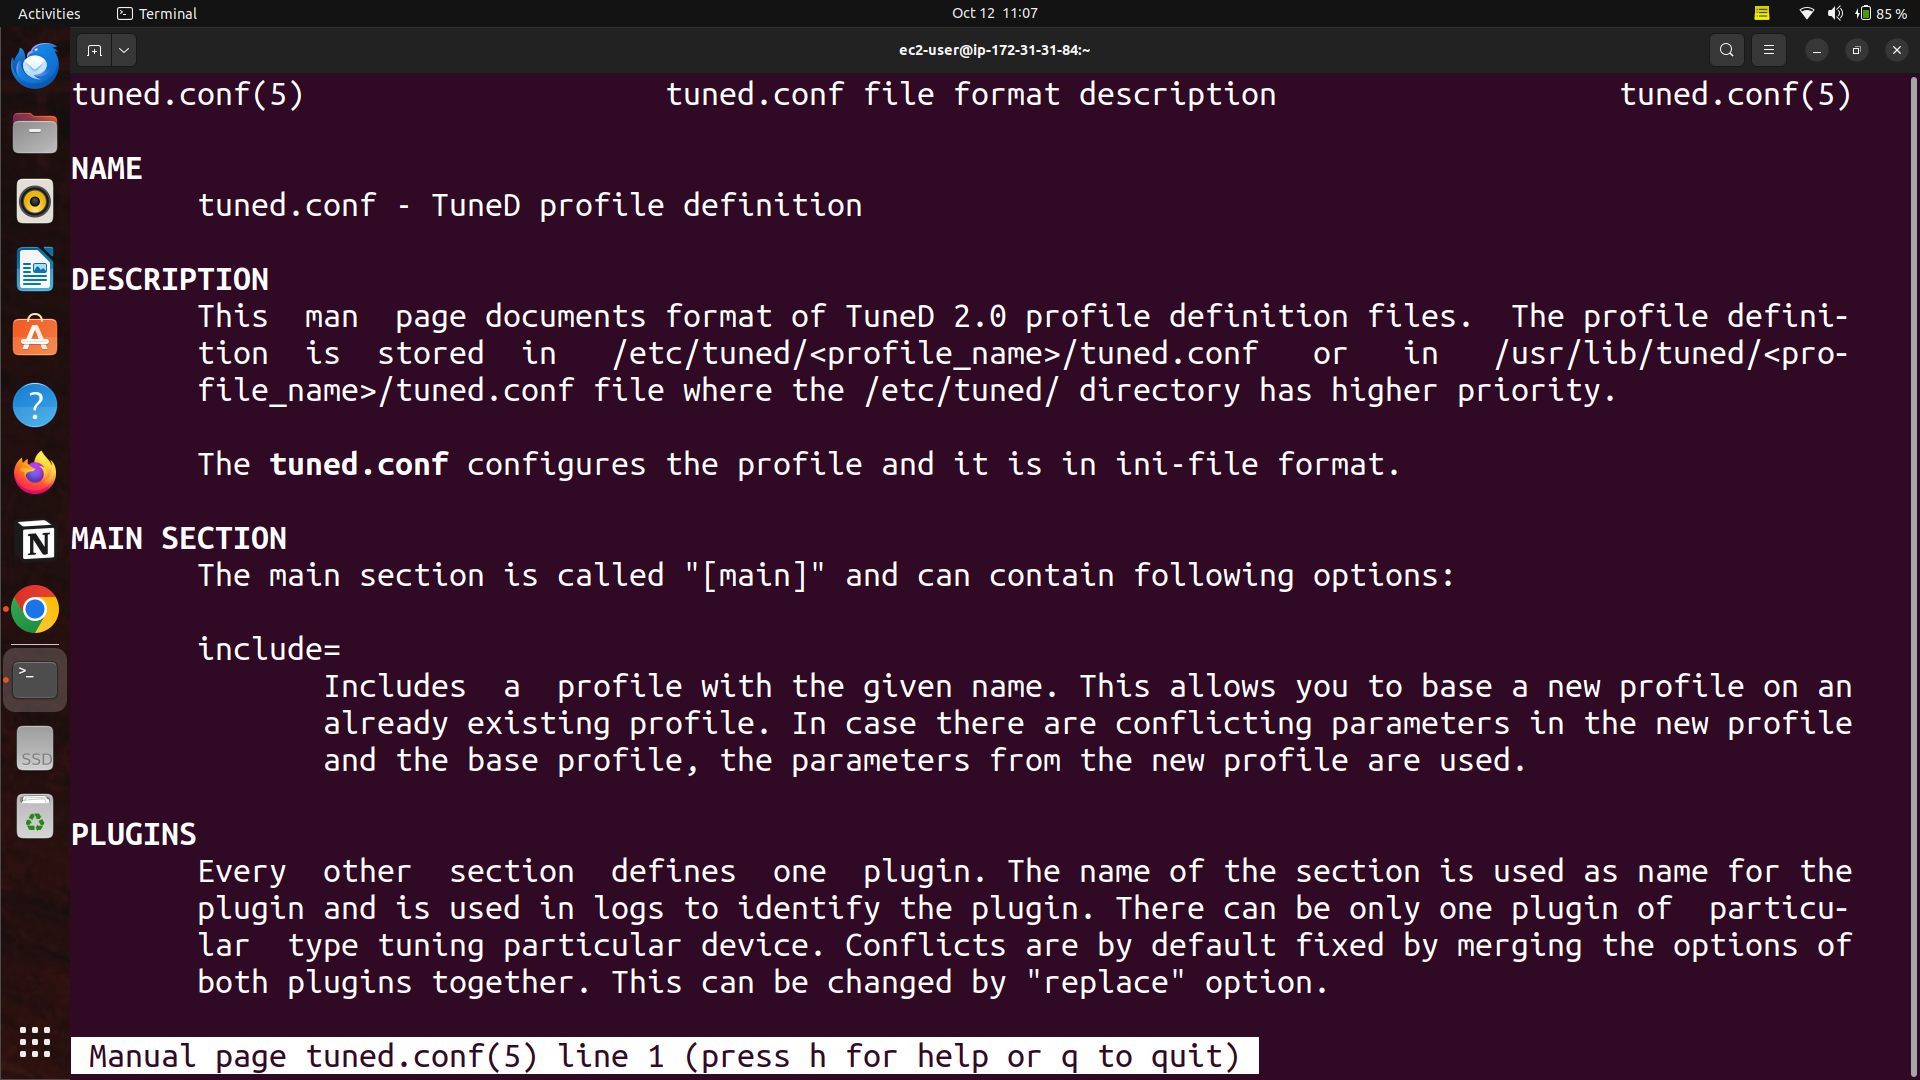 Activities Terminal Oct 12 11:07 85 %
ec2-user@ip-172-31-31-84:~
tuned.conf(5) tuned.conf file format description tuned.conf(5)
NAME
tuned.conf - TuneD profile definition
DESCRIPTION
This man page documents format of TuneD 2.0 profile definition files. The profile defini-
tion is stored in /etc/tuned/<profile_name>/tuned.conf or in /usr/lib/tuned/<pro-
file_name>/tuned.conf file where the /etc/tuned/ directory has higher priority.
The tuned.conf configures the profile and it is in ini-file format.
MAIN SECTION
The main section is called "[main]" and can contain following options:
include=
Includes a profile with the given name. This allows you to base a new profile on an
already existing profile. In case there are conflicting parameters in the new profile
and the base profile, the parameters from the new profile are used.
PLUGINS
Every other section defines one plugin. The name of the section is used as name for the
plugin and is used in logs to identify the plugin. There can be only one plugin of particu-
lar type tuning particular device. Conflicts are by default fixed by merging the options of
both plugins together. This can be changed by "replace" option.
Manual page tuned.conf(5) line 1 (press h for help or q to quit)
SSD